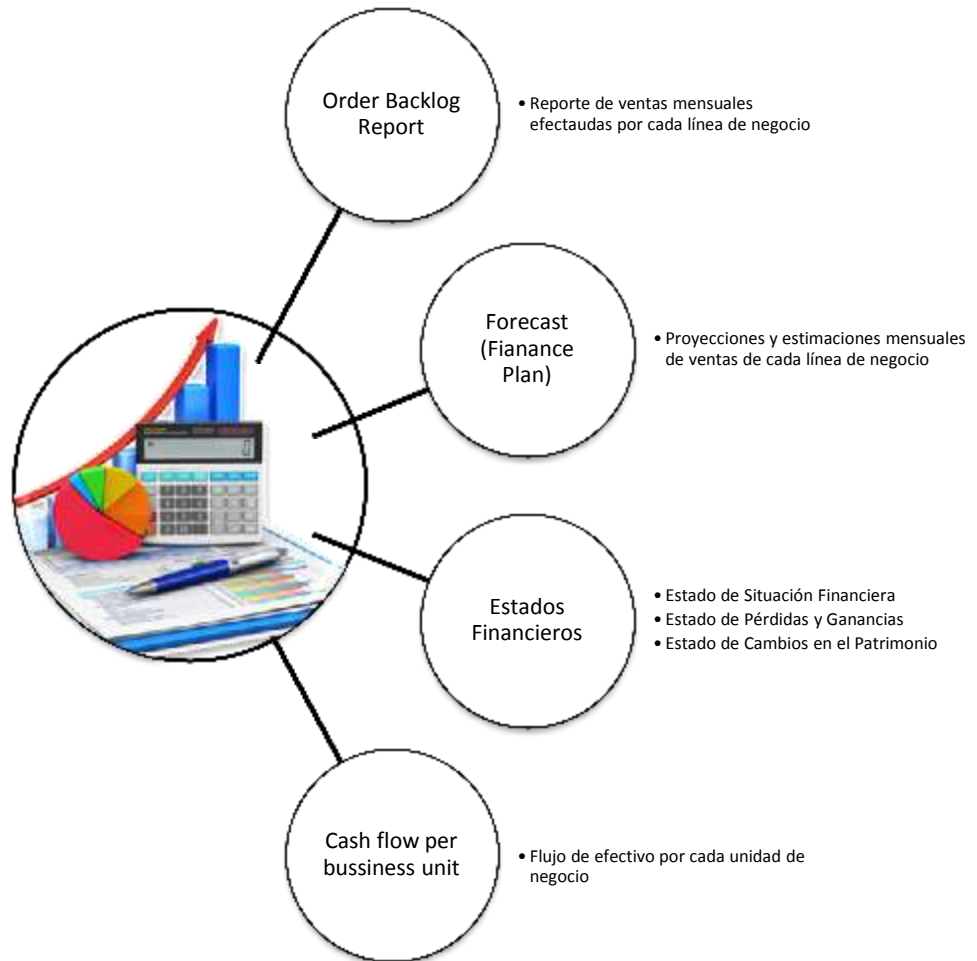 Order Backlog
Report
• Reporte de ventas mensuales
efectaudas por cada línea de negocio
Forecast
(Fianance
Plan)
• Proyecciones y estimaciones mensuales
de ventas de cada línea de negocio
Estados
Financieros
• Estado de Situación Financiera
• Estado de Pérdidas y Ganancias
• Estado de Cambios en el Patrimonio
Cash flow per
bussiness unit
• Flujo de efectivo por cada unidad de
negocio